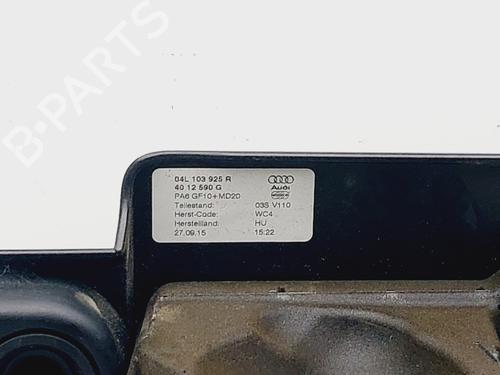 B-PARTS
04L 103 925 R
40 12 590 G
PA6 GF10+MD20
Teilestand: 03S V110
Herst-Code: WC4
Herstelland: HU
27.09.15 15:22
Audi